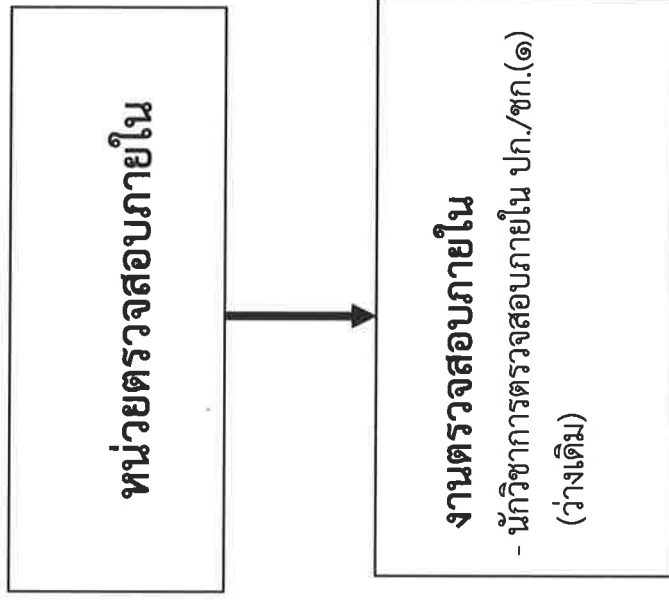 หน่วยตรวจสอบภายใน
งานตรวจสอบภายใน
- นักวิชาการตรวจสอบภายใน ปก./ชก.(๑)
(ว่างเดิม)